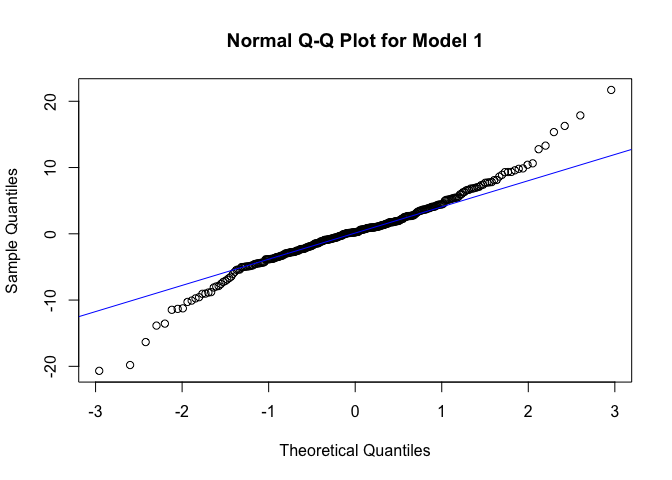 Normal Q-Q Plot for Model 1
20
10
0
-10
-20
Sample Quantiles
-3 -2 -1 0 1 2 3
Theoretical Quantiles